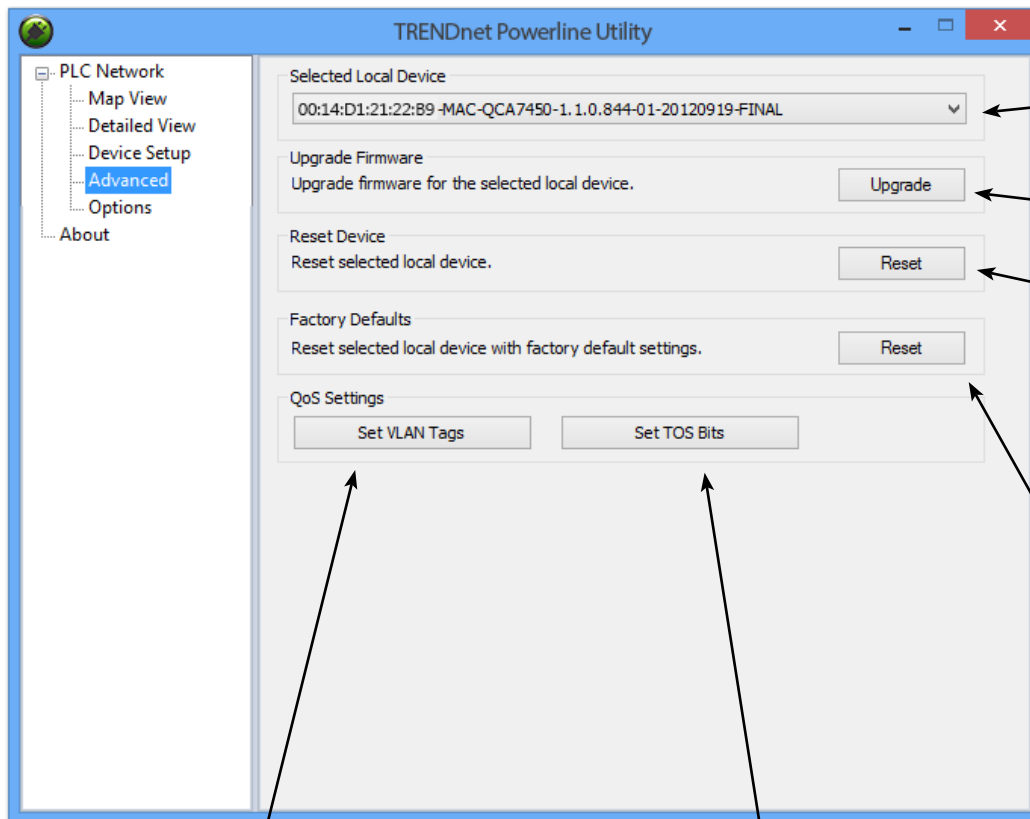 TRENDnet Powerline Utility
PLC Network
Map View
Detailed View
Device Setup
Advanced
Options
About
Selected Local Device
00:14:D1:21:22:B9 -MAC-QCA7450-1.1.0.844-01-20120919-FINAL
Upgrade Firmware
Upgrade firmware for the selected local device.
Upgrade
Reset Device
Reset selected local device.
Reset
Factory Defaults
Reset selected local device with factory default settings.
Reset
QoS Settings
Set VLAN Tags
Set TOS Bits